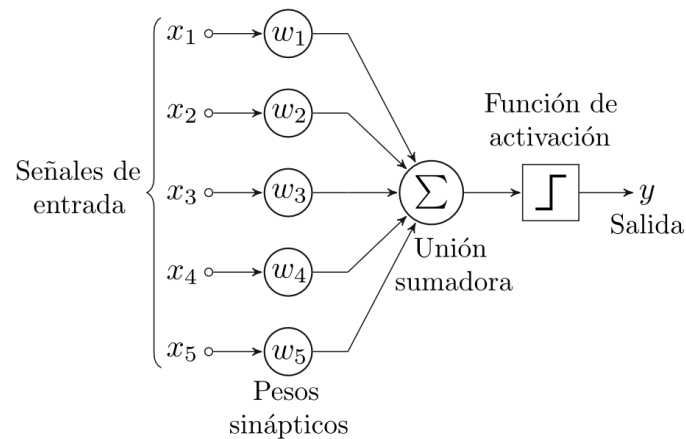 Señales de
entrada
x₁
w₁
x₂
w₂
x₃
w₃
x₄
w₄
x₅
w₅
Pesos
sinápticos
Σ
Unión
sumadora
Función de
activación
y
Salida